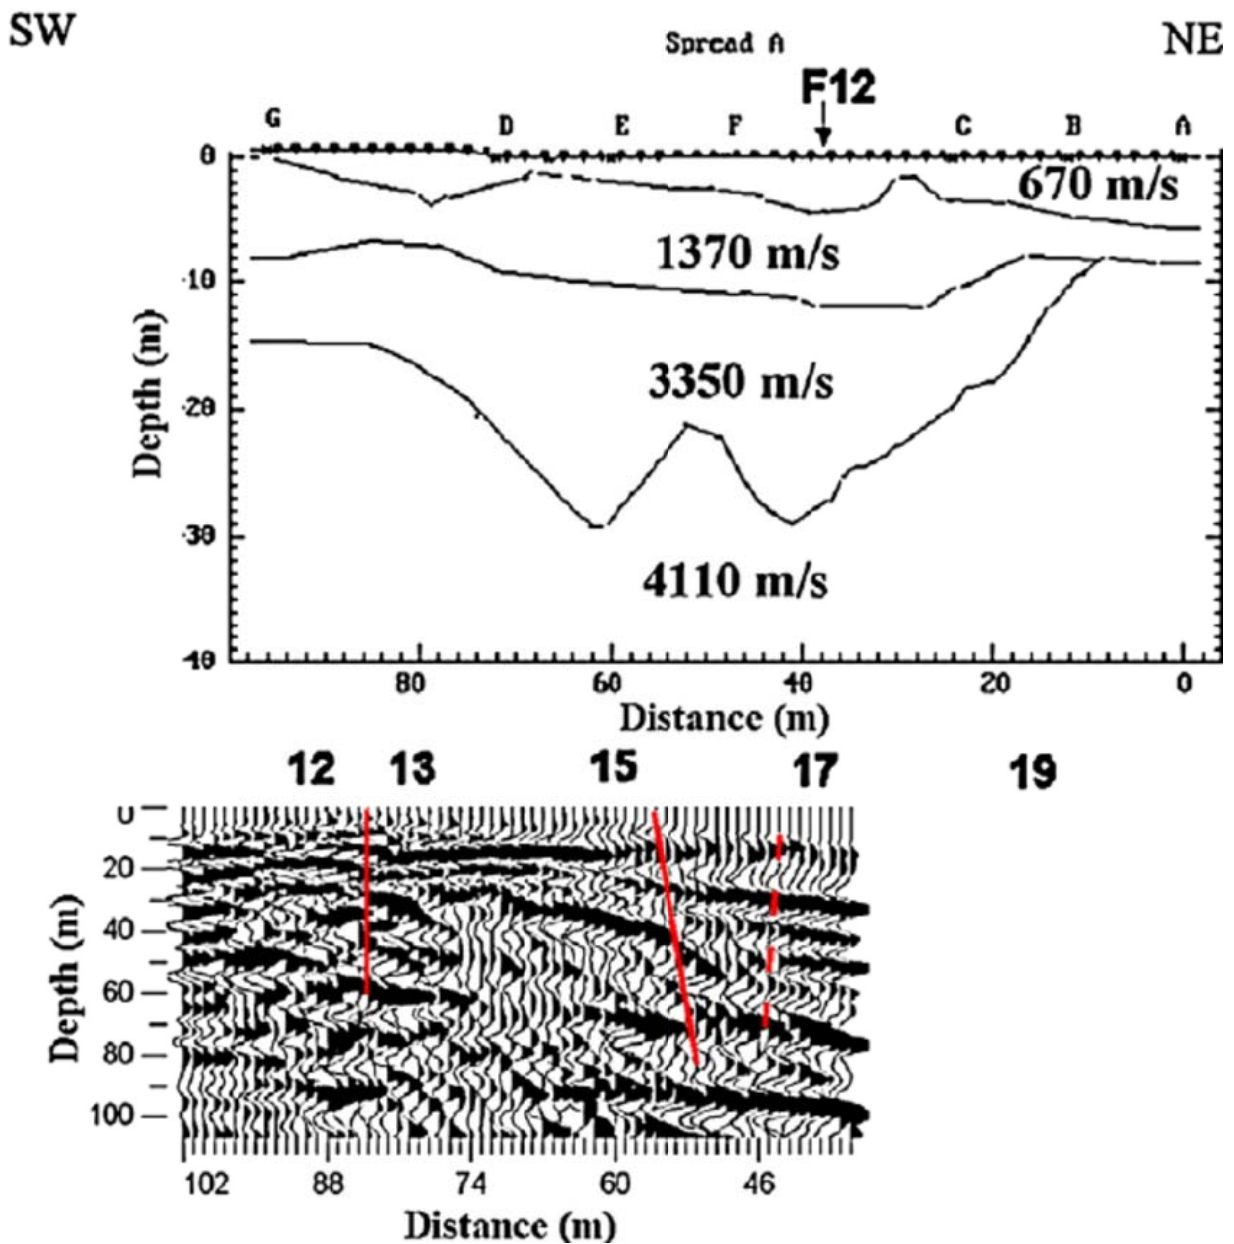 SW
NE
Spread A
F12
G D E F C B A
0
670 m/s
1370 m/s
-10
3350 m/s
-20
-30
4110 m/s
-40
Depth (m)
80 60 40 20 0
Distance (m)
12 13 15 17 19
0
20
40
60
80
100
Depth (m)
102 88 74 60 46
Distance (m)